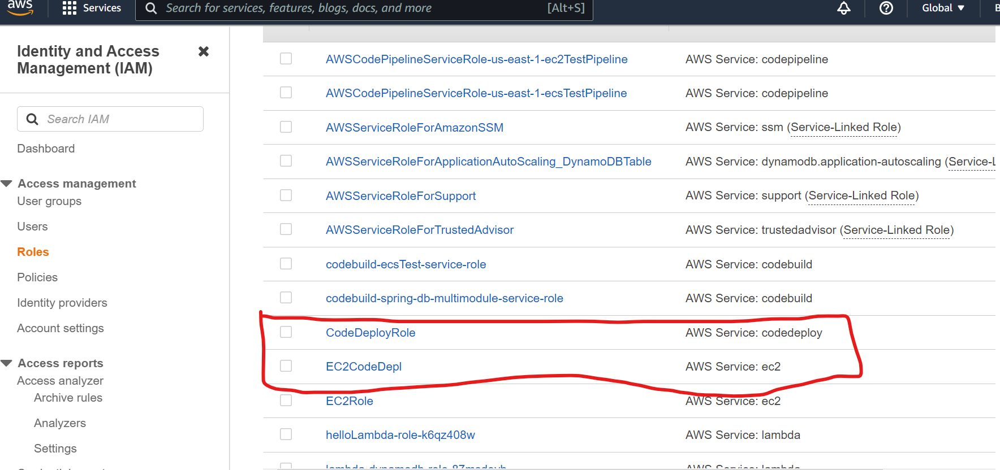 aws
Services
Search for services, features, blogs, docs, and more [Alt+S]
Global
Identity and Access
Management (IAM)
Search IAM
Dashboard
Access management
User groups
Users
Roles
Policies
Identity providers
Account settings
Access reports
Access analyzer
Archive rules
Analyzers
Settings
AWSCodePipelineServiceRole-us-east-1-ec2TestPipeline AWS Service: codepipeline
AWSCodePipelineServiceRole-us-east-1-ecsTestPipeline AWS Service: codepipeline
AWSServiceRoleForAmazonSSM AWS Service: ssm (Service-Linked Role)
AWSServiceRoleForApplicationAutoScaling_DynamoDBTable AWS Service: dynamodb.application-autoscaling (Service-L
AWSServiceRoleForSupport AWS Service: support (Service-Linked Role)
AWSServiceRoleForTrustedAdvisor AWS Service: trustedadvisor (Service-Linked Role)
codebuild-ecsTest-service-role AWS Service: codebuild
codebuild-spring-db-multimodule-service-role AWS Service: codebuild
CodeDeployRole AWS Service: codedeploy
EC2CodeDepl AWS Service: ec2
EC2Role AWS Service: ec2
helloLambda-role-k6qz408w AWS Service: lambda
AWS Service: lambda